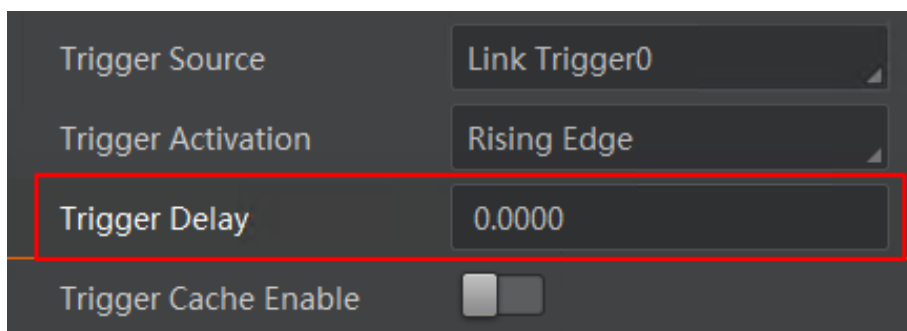 Trigger Source Link Trigger0
Trigger Activation Rising Edge
Trigger Delay 0.0000
Trigger Cache Enable